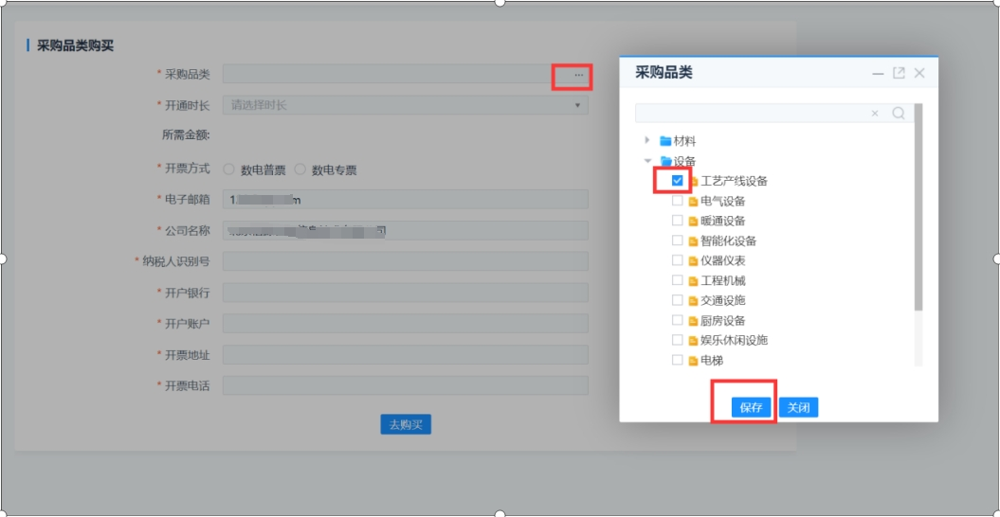 采购品类购买
* 采购品类 ...
* 开通时长 请选择时长
所需金额:
* 开票方式 数电普票 数电专票
* 电子邮箱 1 m
* 公司名称 司
* 纳税人识别号
* 开户银行
* 开户账户
* 开票地址
* 开票电话
去购买
采购品类
材料
设备
工艺产线设备
电气设备
暖通设备
智能化设备
仪器仪表
工程机械
交通设施
厨房设备
娱乐休闲设施
电梯
保存 关闭